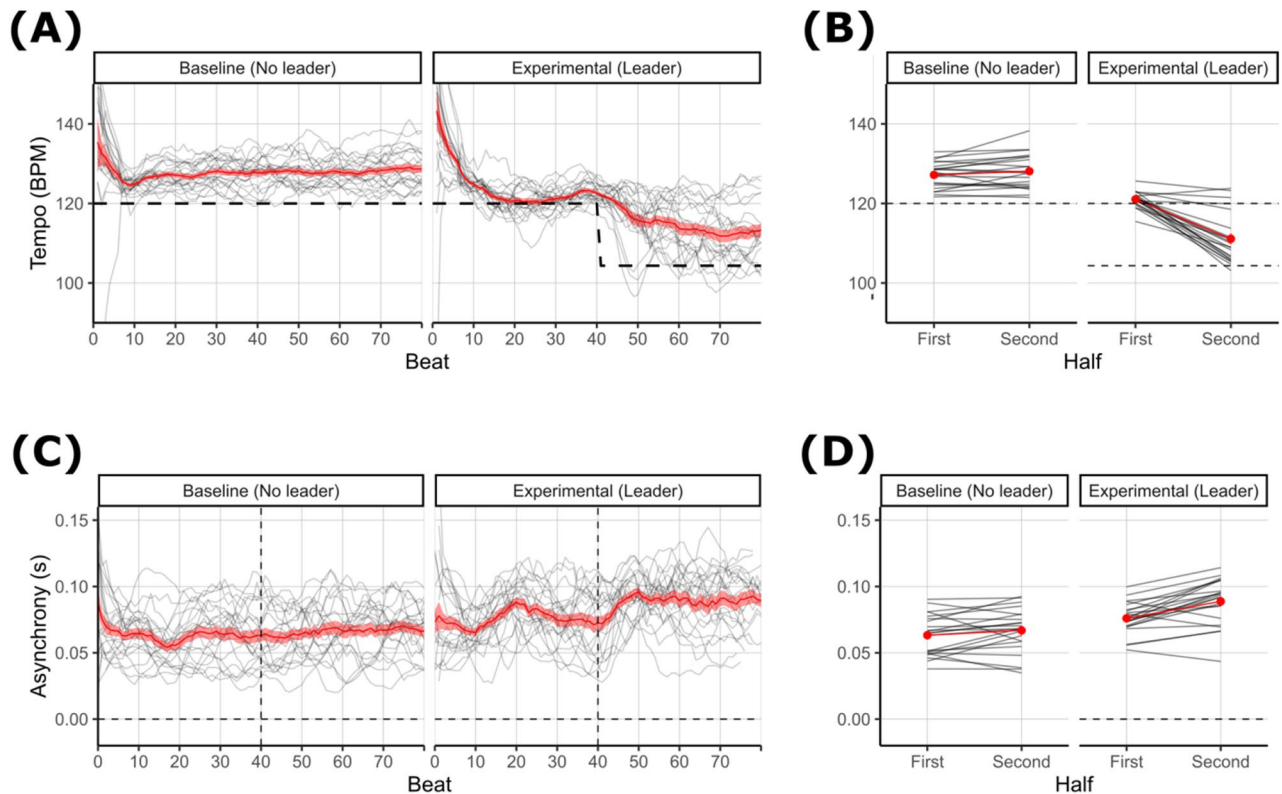 (A)
Baseline (No leader) Experimental (Leader)
Tempo (BPM)
140
120
100
0 10 20 30 40 50 60 70 0 10 20 30 40 50 60 70
Beat
(B)
Baseline (No leader) Experimental (Leader)
140
120
100
First Second First Second
Half
(C)
Baseline (No leader) Experimental (Leader)
Asynchrony (s)
0.15
0.10
0.05
0.00
0 10 20 30 40 50 60 70 0 10 20 30 40 50 60 70
Beat
(D)
Baseline (No leader) Experimental (Leader)
0.15
0.10
0.05
0.00
First Second First Second
Half